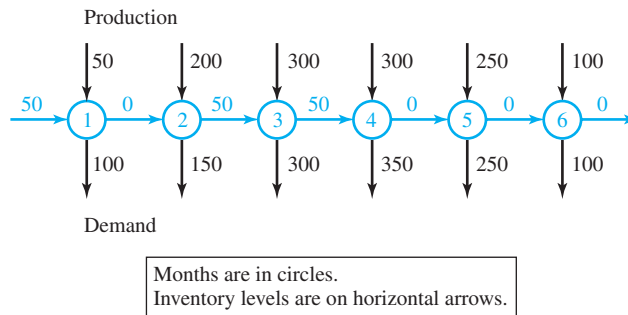 Production
50 200 300 300 250 100
50 0 50 50 0 0 0
1 2 3 4 5 6
100 150 300 350 250 100
Demand
Months are in circles.
Inventory levels are on horizontal arrows.